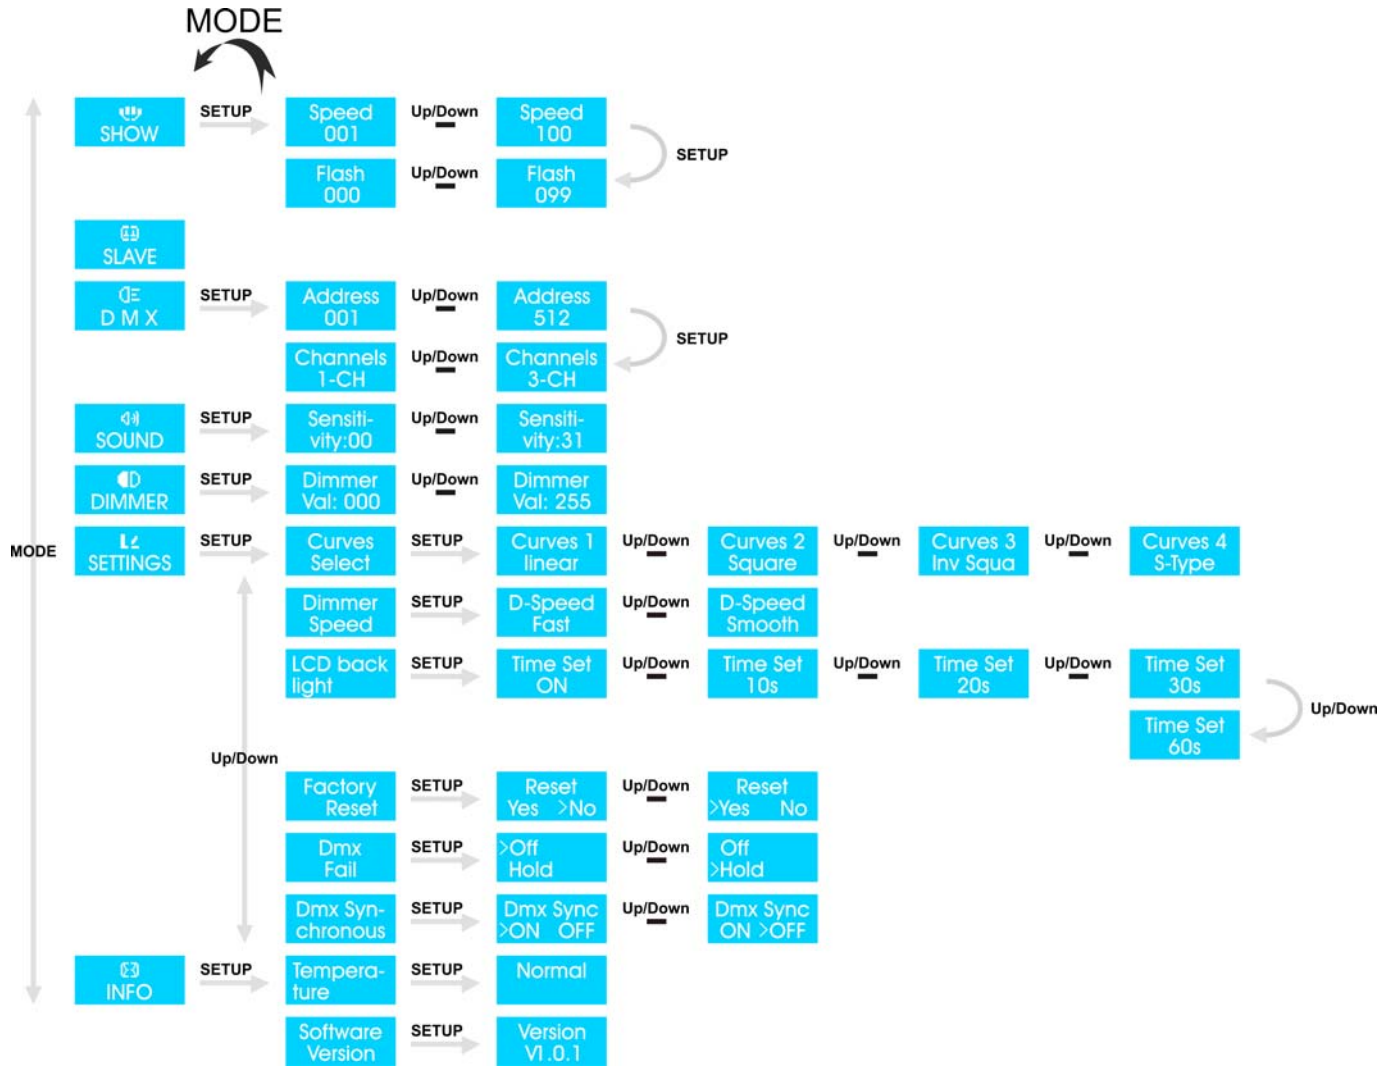 MODE
SHOW
SETUP
Speed
001
Up/Down
Speed
100
SETUP
Flash
000
Up/Down
Flash
099
SLAVE
D M X
SETUP
Address
001
Up/Down
Address
512
SETUP
Channels
1-CH
Up/Down
Channels
3-CH
SOUND
SETUP
Sensiti-
vity:00
Up/Down
Sensiti-
vity:31
DIMMER
SETUP
Dimmer
Val: 000
Up/Down
Dimmer
Val: 255
MODE
SETTINGS
SETUP
Curves
Select
SETUP
Curves 1
linear
Up/Down
Curves 2
Square
Up/Down
Curves 3
Inv Squa
Up/Down
Curves 4
S-Type
Dimmer
Speed
SETUP
D-Speed
Fast
Up/Down
D-Speed
Smooth
LCD back
light
SETUP
Time Set
ON
Up/Down
Time Set
10s
Up/Down
Time Set
20s
Up/Down
Time Set
30s
Up/Down
Time Set
60s
Up/Down
Factory
Reset
SETUP
Reset
Yes >No
Up/Down
Reset
>Yes No
Dmx
Fail
SETUP
>Off
Hold
Up/Down
Off
>Hold
Dmx Syn-
chronous
SETUP
Dmx Sync
>ON OFF
Up/Down
Dmx Sync
ON >OFF
INFO
SETUP
Tempera-
ture
SETUP
Normal
Software
Version
SETUP
Version
V1.0.1